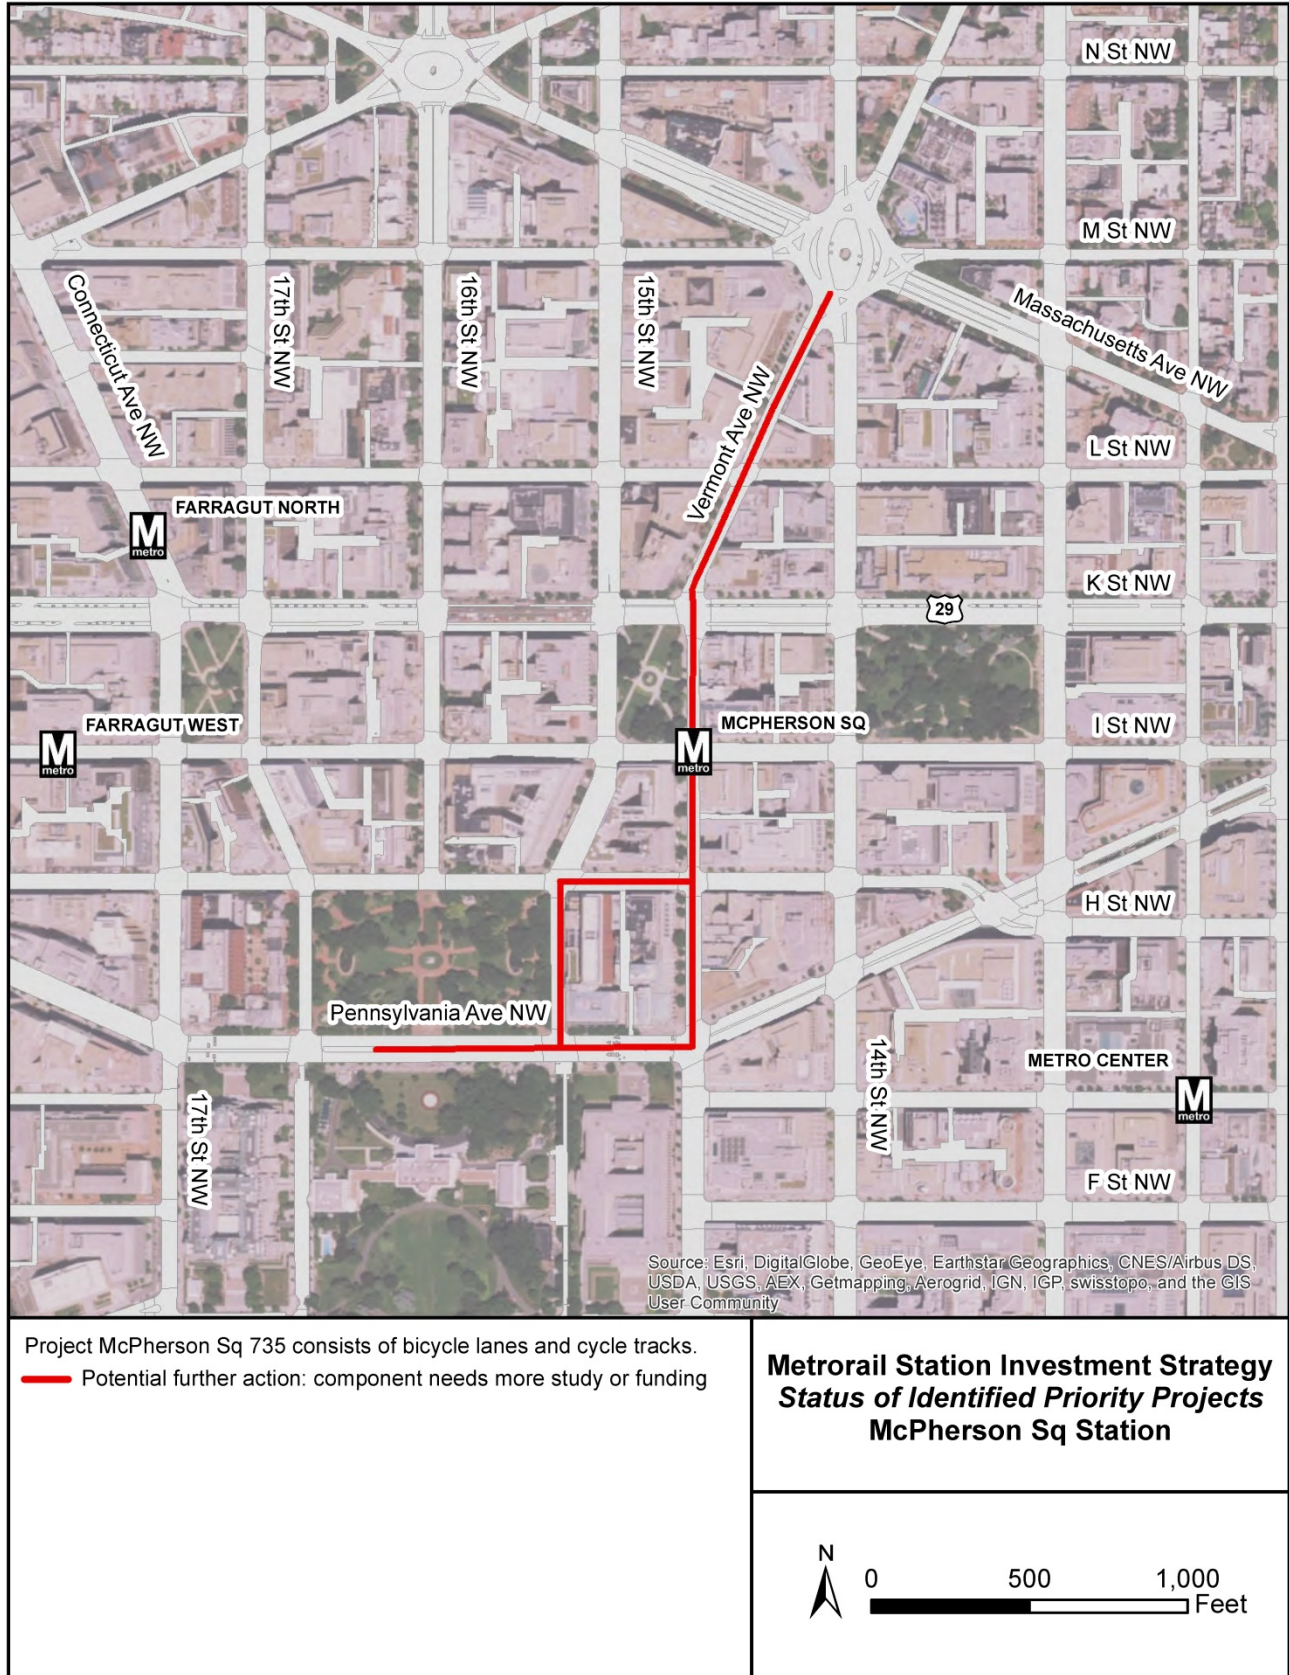 N St NW
M St NW
Connecticut Ave NW
17th St NW
16th St NW
15th St NW
Massachusetts Ave NW
Vermont Ave NW
L St NW
FARRAGUT NORTH
M
metro
K St NW
29
FARRAGUT WEST
M
metro
MCPHERSON SQ
M
metro
I St NW
H St NW
Pennsylvania Ave NW
14th St NW
METRO CENTER
M
metro
17th St NW
F St NW
Source: Esri, DigitalGlobe, GeoEye, Earthstar Geographics, CNES/Airbus DS,
USDA, USGS, AEX, Getmapping, Aerogrid, IGN, IGP, swisstopo, and the GIS
User Community
Project McPherson Sq 735 consists of bicycle lanes and cycle tracks.
Potential further action: component needs more study or funding
Metrorail Station Investment Strategy
Status of Identified Priority Projects
McPherson Sq Station
N
0 500 1,000
Feet